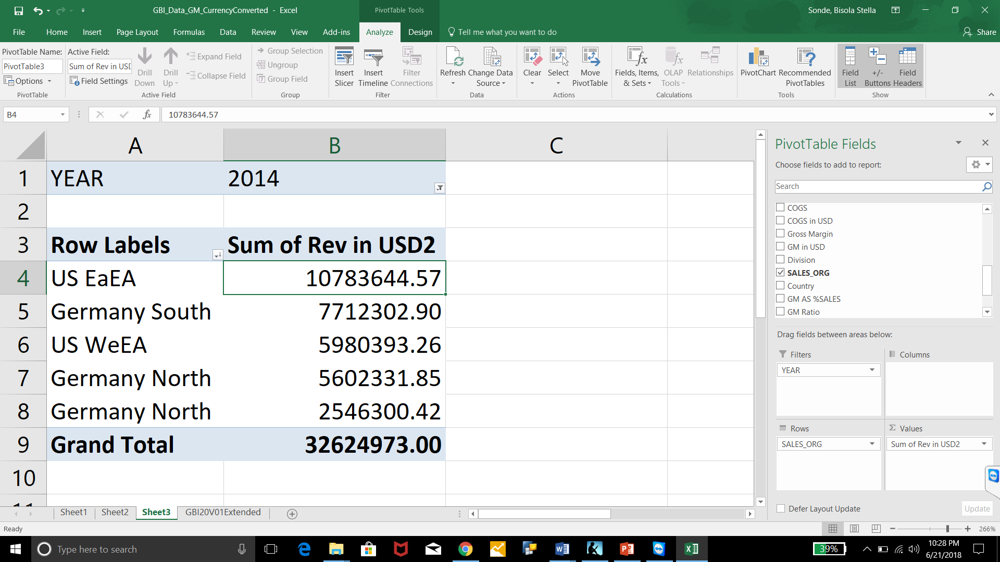 GBI_Data_GM_CurrencyConverted - Excel
PivotTable Tools
Sonde, Bisola Stella
File Home Insert Page Layout Formulas Data Review View Add-ins Analyze Design Tell me what you want to do Share
PivotTable Name:
PivotTable3
Options
PivotTable
Active Field:
Sum of Rev in USD
Field Settings
Drill Down
Drill Up
Expand Field
Collapse Field
Active Field
Group Selection
Ungroup
Group Field
Group
Insert Slicer
Insert Timeline
Filter Connections
Filter
Refresh
Change Data Source
Data
Clear
Select
Move PivotTable
Actions
Fields, Items, & Sets
OLAP Tools
Relationships
Calculations
PivotChart
Recommended PivotTables
Tools
Field List
+/- Buttons
Field Headers
Show
B4
fx
10783644.57
A B C
1 YEAR 2014
2
3 Row Labels Sum of Rev in USD2
4 US EaEA 10783644.57
5 Germany South 7712302.90
6 US WeEA 5980393.26
7 Germany North 5602331.85
8 Germany North 2546300.42
9 Grand Total 32624973.00
10
11
PivotTable Fields
Choose fields to add to report:
Search
COGS
COGS in USD
Gross Margin
GM in USD
Division
SALES_ORG
Country
GM AS %SALES
GM Ratio
Drag fields between areas below:
Filters
YEAR
Columns
Rows
SALES_ORG
Values
Sum of Rev in USD2
Defer Layout Update
Update
Sheet1 Sheet2 Sheet3 GBI20V01Extended
Ready
266%
Type here to search
39%
10:28 PM
6/21/2018